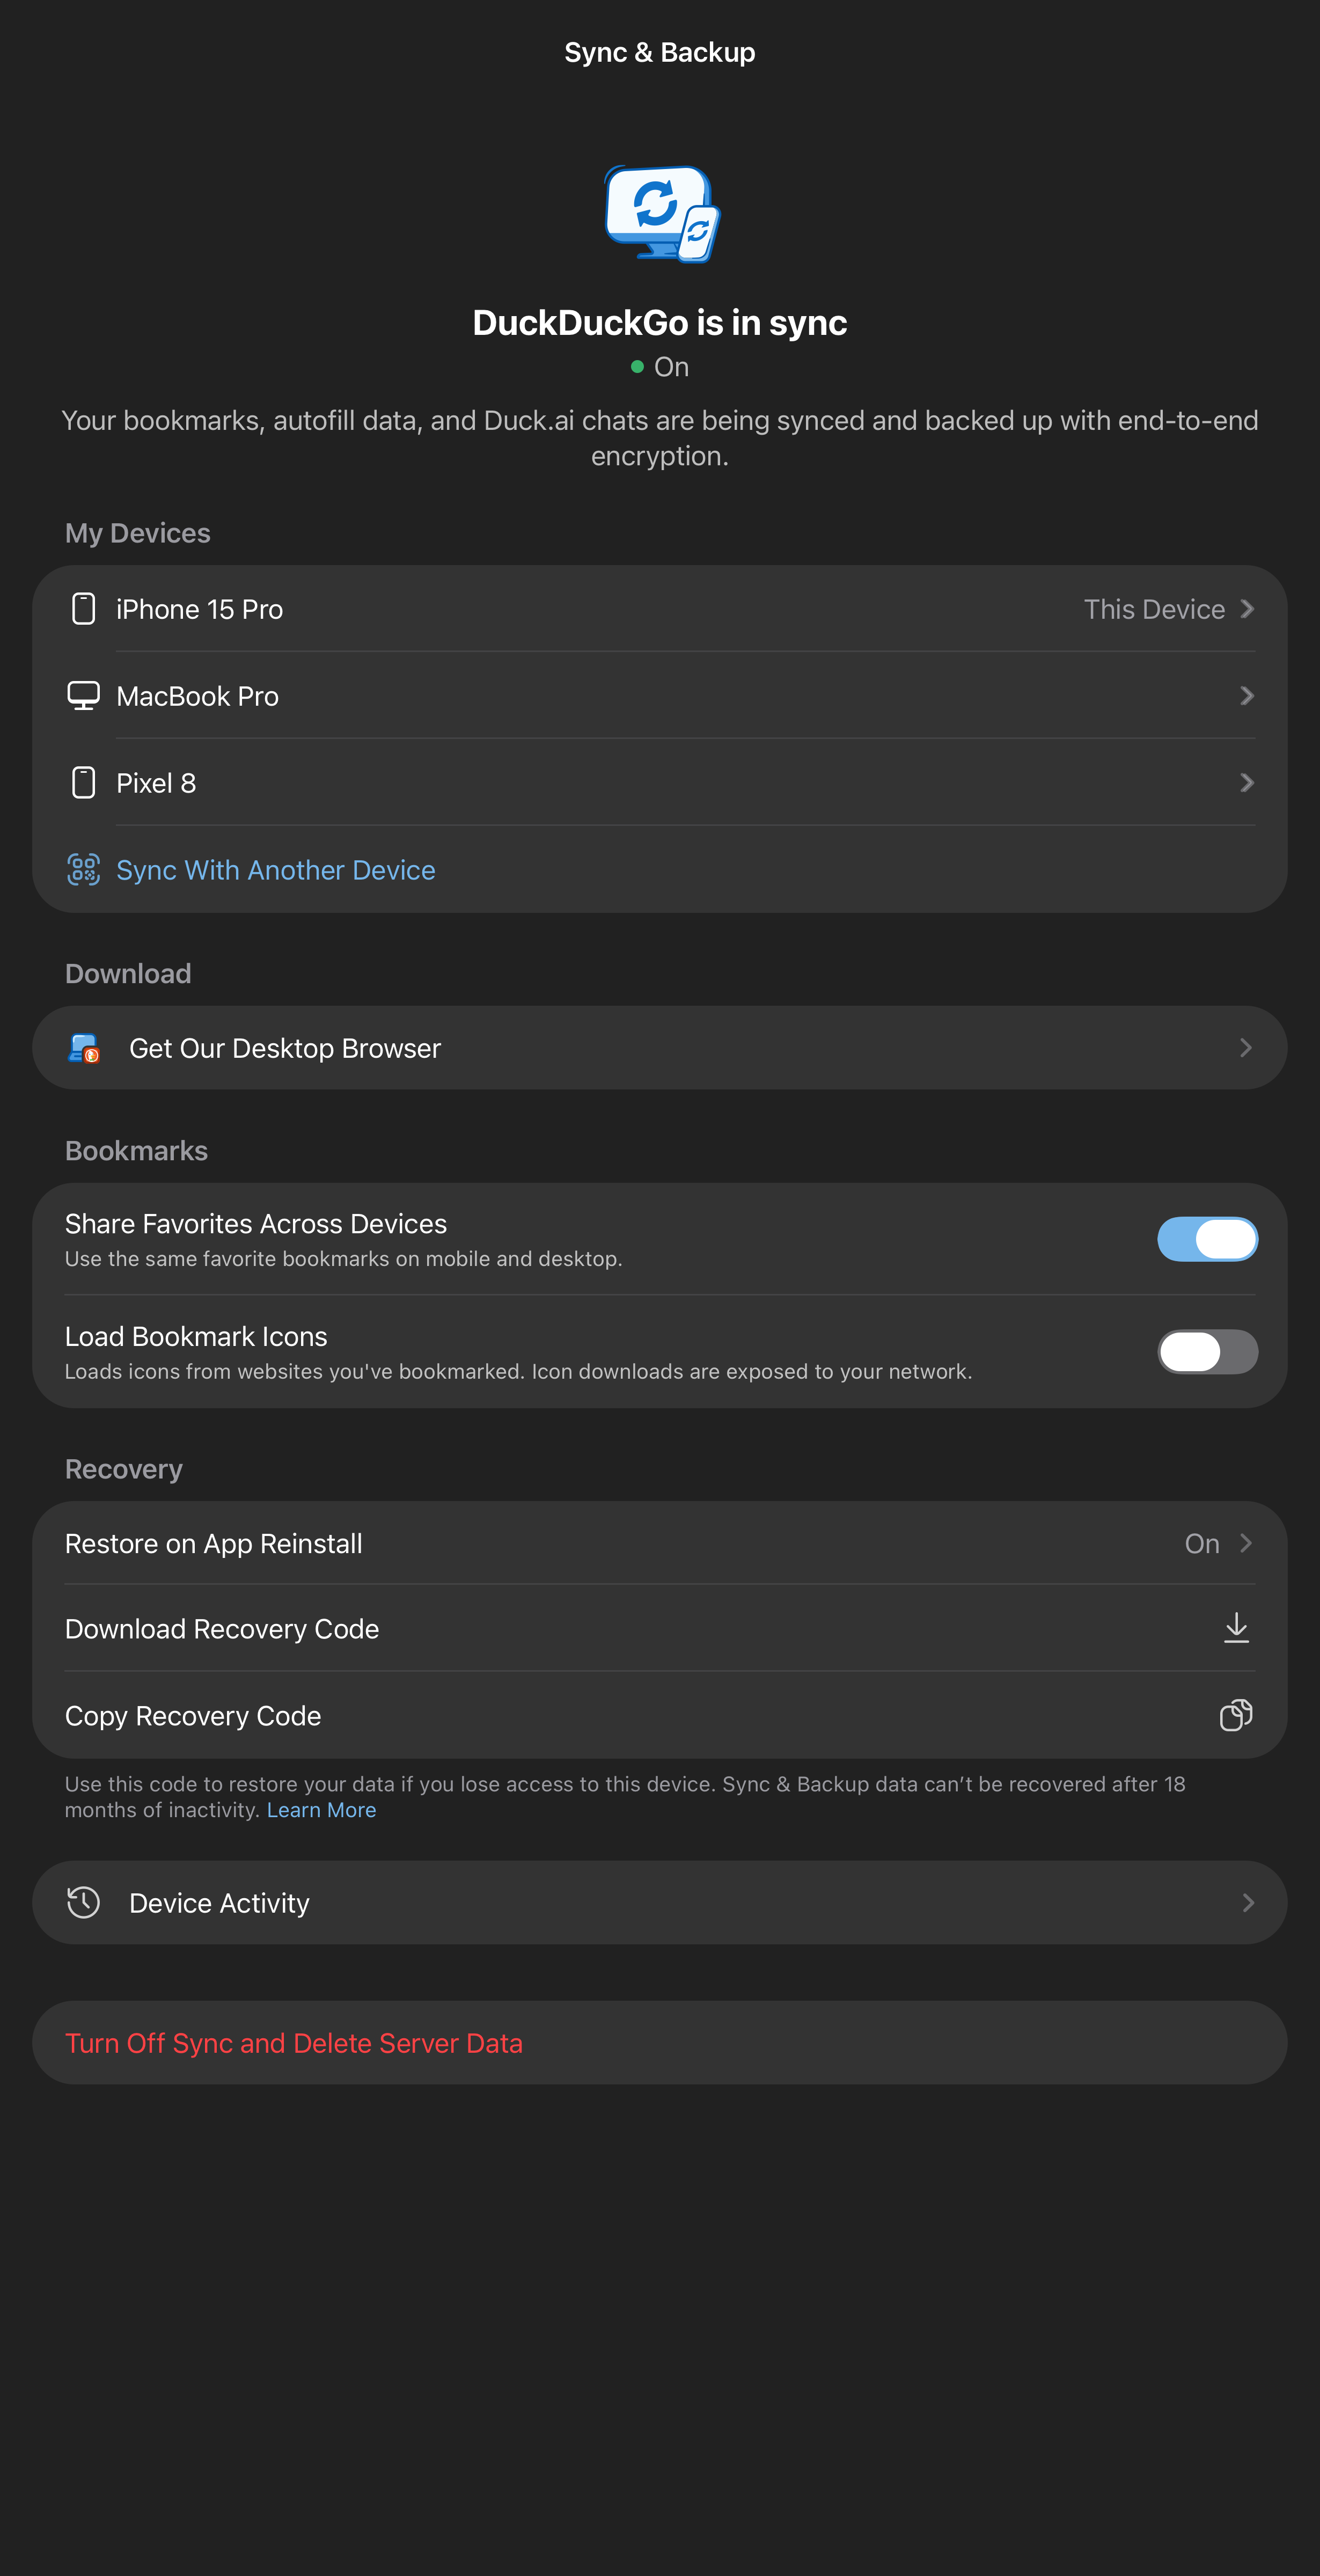 Sync & Backup
DuckDuckGo is in sync
On
Your bookmarks, autofill data, and Duck.ai chats are being synced and backed up with end-to-end
encryption.
My Devices
iPhone 15 Pro This Device
MacBook Pro
Pixel 8
Sync With Another Device
Download
Get Our Desktop Browser
Bookmarks
Share Favorites Across Devices
Use the same favorite bookmarks on mobile and desktop.
Load Bookmark Icons
Loads icons from websites you've bookmarked. Icon downloads are exposed to your network.
Recovery
Restore on App Reinstall On
Download Recovery Code
Copy Recovery Code
Use this code to restore your data if you lose access to this device. Sync & Backup data can’t be recovered after 18
months of inactivity. Learn More
Device Activity
Turn Off Sync and Delete Server Data